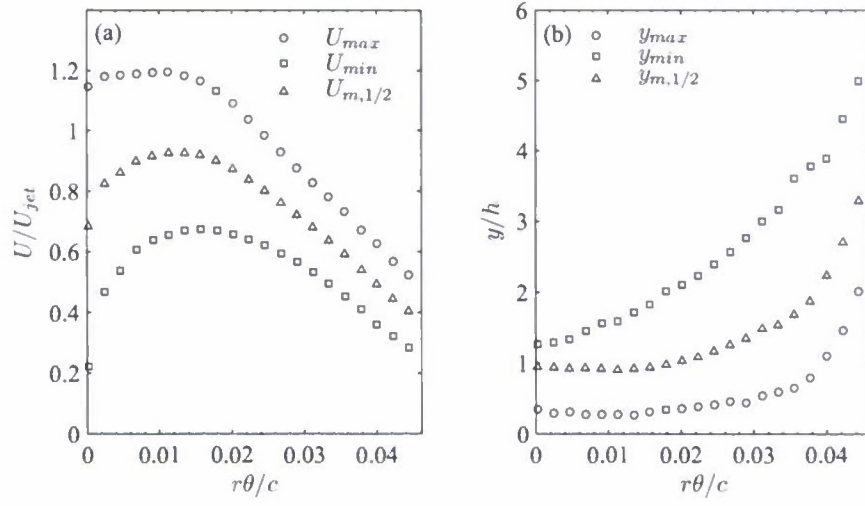 (a)
U_max
U_min
U_m,1/2
1.2
1
0.8
0.6
0.4
0.2
0
U/U_jet
0 0.01 0.02 0.03 0.04
rθ/c
(b)
y_max
y_min
y_m,1/2
6
5
4
3
2
1
0
y/h
0 0.01 0.02 0.03 0.04
rθ/c